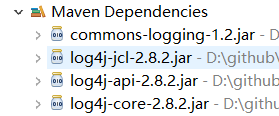 Maven Dependencies
commons-logging-1.2.jar
log4j-jcl-2.8.2.jar - D:\github\
log4j-api-2.8.2.jar - D:\github
log4j-core-2.8.2.jar - D:\gith